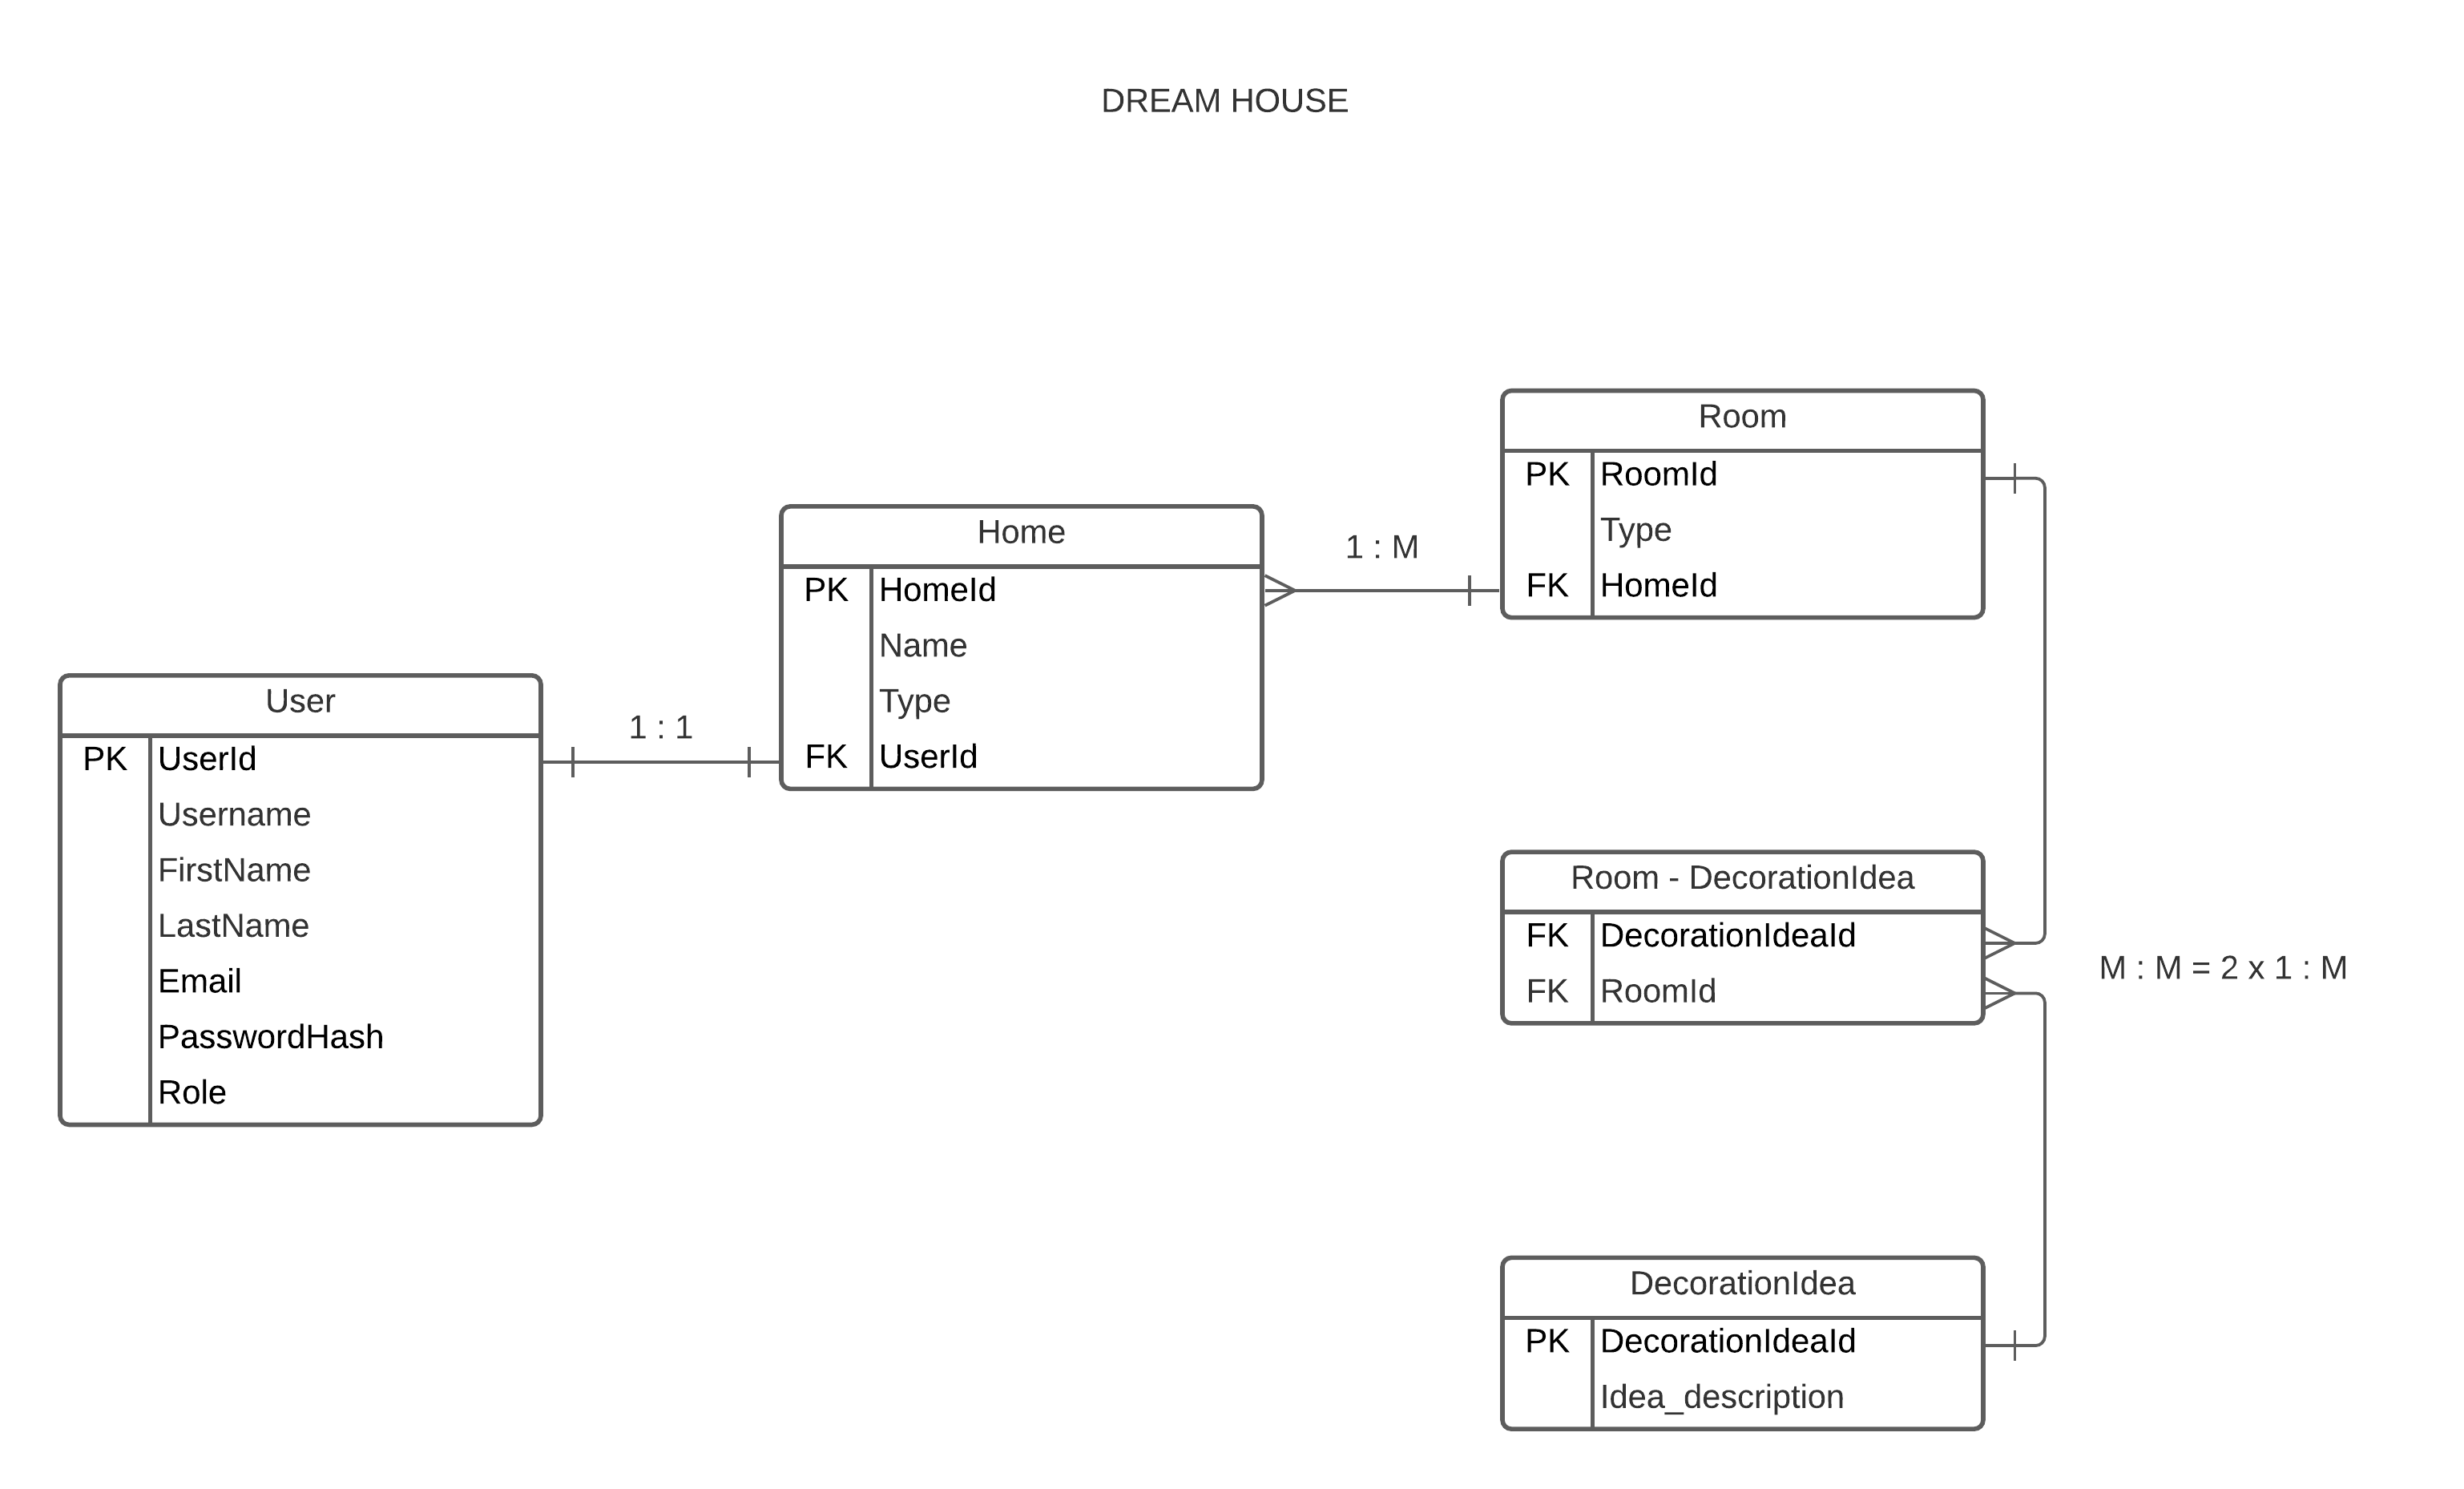 DREAM HOUSE
User
PK UserId
Username
FirstName
LastName
Email
PasswordHash
Role
1 : 1
Home
PK HomeId
Name
Type
FK UserId
1 : M
Room
PK RoomId
Type
FK HomeId
Room - DecorationIdea
FK DecorationIdeaId
FK RoomId
M : M = 2 x 1 : M
DecorationIdea
PK DecorationIdeaId
Idea_description